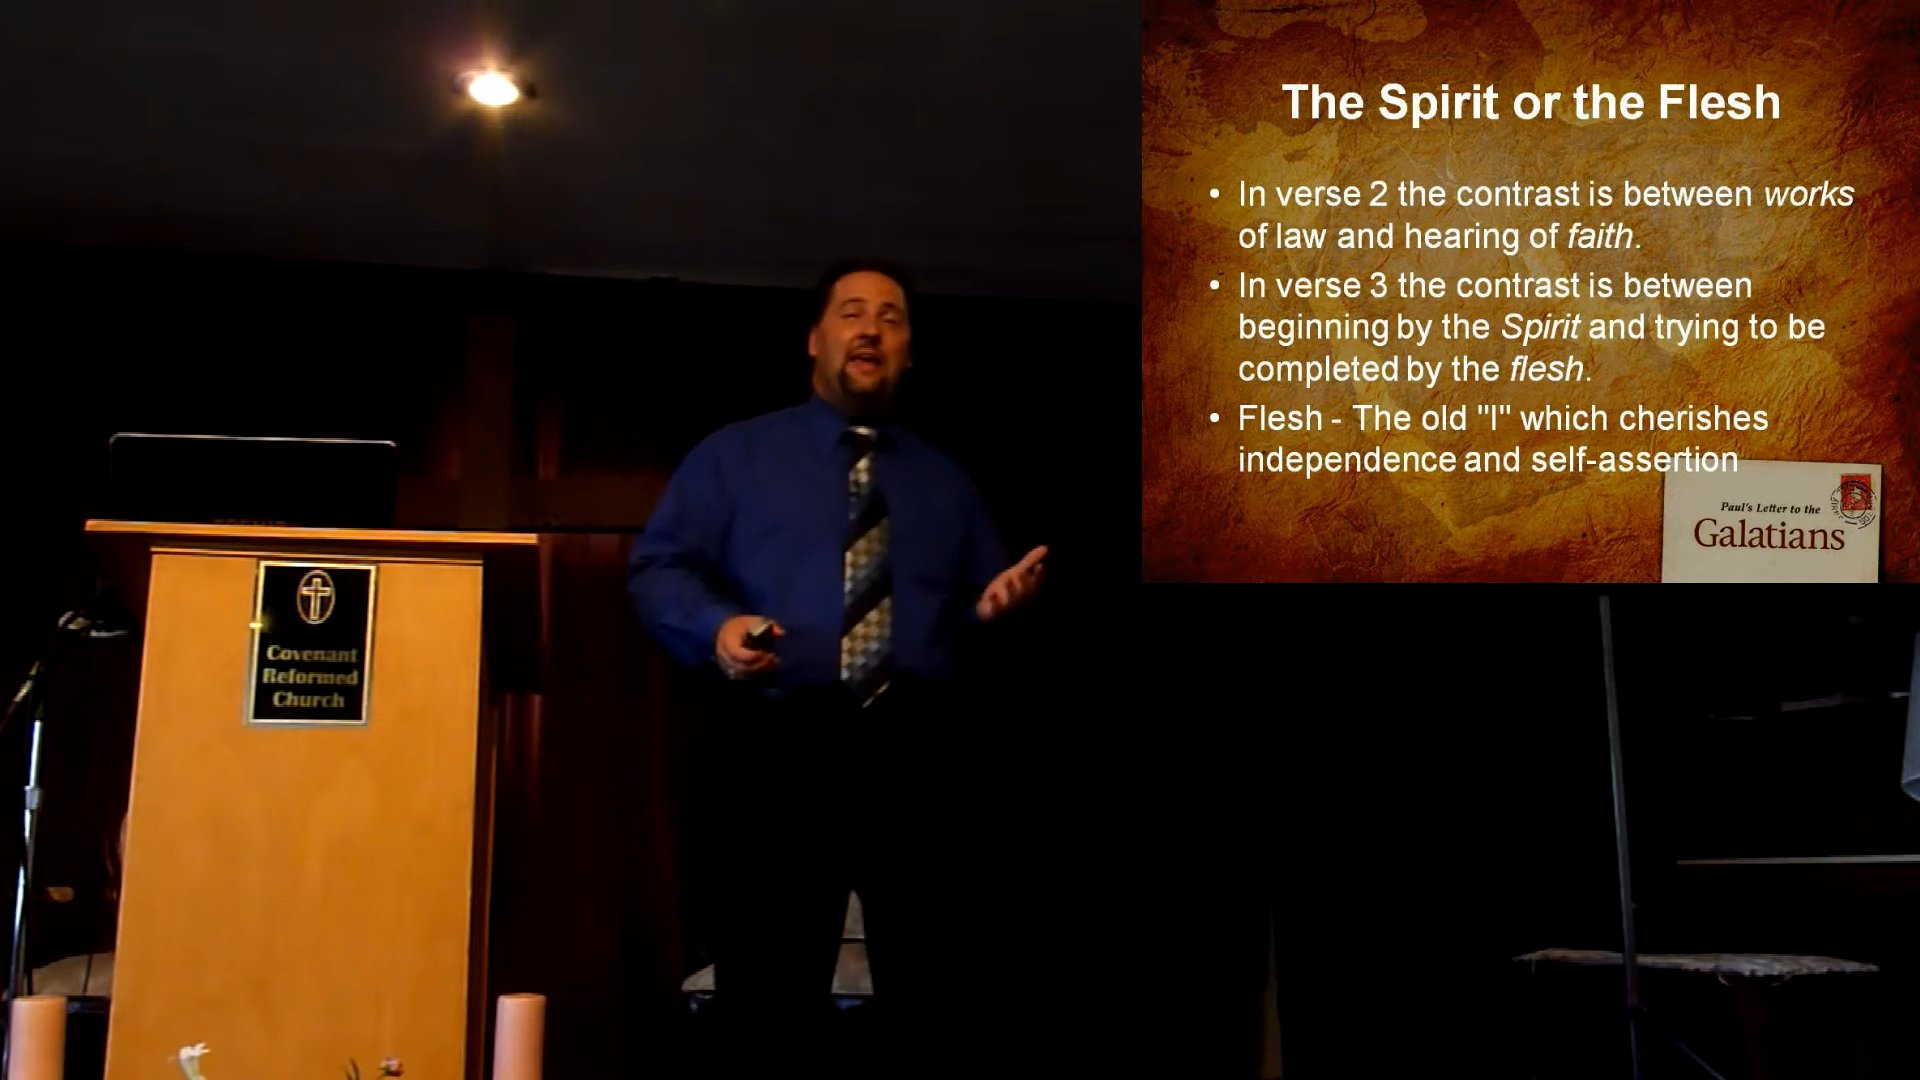 The Spirit or the Flesh
• In verse 2 the contrast is between works
of law and hearing of faith.
• In verse 3 the contrast is between
beginning by the Spirit and trying to be
completed by the flesh.
• Flesh - The old "I" which cherishes
independence and self-assertion
Paul's Letter to the
Galatians
Covenant
Reformed
Church